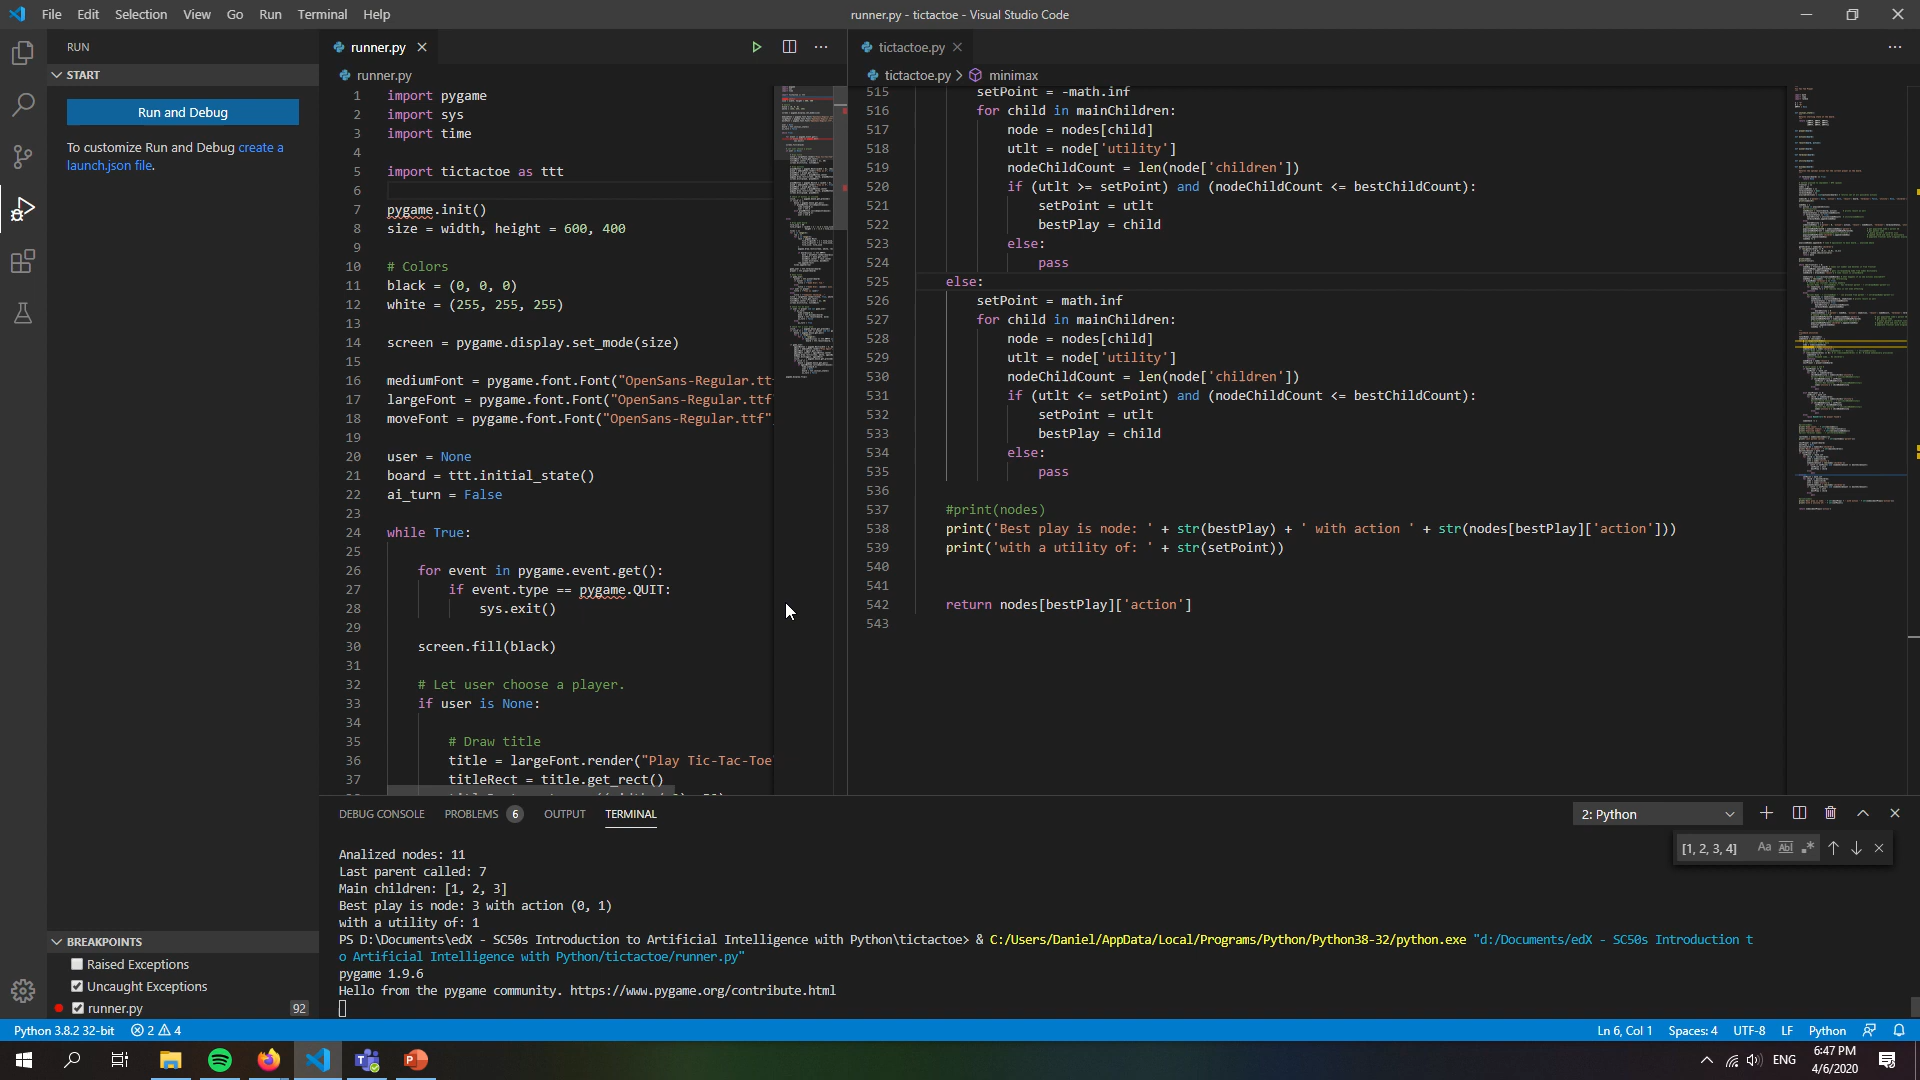 File Edit Selection View Go Run Terminal Help
runner.py - tictactoe - Visual Studio Code
RUN
START
Run and Debug
To customize Run and Debug create a
launch.json file.
BREAKPOINTS
Raised Exceptions
Uncaught Exceptions
runner.py 92
runner.py
runner.py
1 import pygame
2 import sys
3 import time
4
5 import tictactoe as ttt
6
7 pygame.init()
8 size = width, height = 600, 400
9
10 # Colors
11 black = (0, 0, 0)
12 white = (255, 255, 255)
13
14 screen = pygame.display.set_mode(size)
15
16 mediumFont = pygame.font.Font("OpenSans-Regular.tt
17 largeFont = pygame.font.Font("OpenSans-Regular.ttf
18 moveFont = pygame.font.Font("OpenSans-Regular.ttf"
19
20 user = None
21 board = ttt.initial_state()
22 ai_turn = False
23
24 while True:
25
26 for event in pygame.event.get():
27 if event.type == pygame.QUIT:
28 sys.exit()
29
30 screen.fill(black)
31
32 # Let user choose a player.
33 if user is None:
34
35 # Draw title
36 title = largeFont.render("Play Tic-Tac-Toe
37 titleRect = title.get_rect()
tictactoe.py
tictactoe.py > minimax
515 setPoint = -math.inf
516 for child in mainChildren:
517 node = nodes[child]
518 utlt = node['utility']
519 nodeChildCount = len(node['children'])
520 if (utlt >= setPoint) and (nodeChildCount <= bestChildCount):
521 setPoint = utlt
522 bestPlay = child
523 else:
524 pass
525 else:
526 setPoint = math.inf
527 for child in mainChildren:
528 node = nodes[child]
529 utlt = node['utility']
530 nodeChildCount = len(node['children'])
531 if (utlt <= setPoint) and (nodeChildCount <= bestChildCount):
532 setPoint = utlt
533 bestPlay = child
534 else:
535 pass
536
537 #print(nodes)
538 print('Best play is node: ' + str(bestPlay) + ' with action ' + str(nodes[bestPlay]['action']))
539 print('with a utility of: ' + str(setPoint))
540
541
542 return nodes[bestPlay]['action']
543
DEBUG CONSOLE PROBLEMS 6 OUTPUT TERMINAL
2: Python
[1, 2, 3, 4] Aa Abl .*
Analized nodes: 11
Last parent called: 7
Main children: [1, 2, 3]
Best play is node: 3 with action (0, 1)
with a utility of: 1
PS D:\Documents\edX - SC50s Introduction to Artificial Intelligence with Python\tictactoe> & C:/Users/Daniel/AppData/Local/Programs/Python/Python38-32/python.exe "d:/Documents/edX - SC50s Introduction t
o Artificial Intelligence with Python/tictactoe/runner.py"
pygame 1.9.6
Hello from the pygame community. https://www.pygame.org/contribute.html
Python 3.8.2 32-bit 2 4
Ln 6, Col 1 Spaces: 4 UTF-8 LF Python
ENG
6:47 PM
4/6/2020